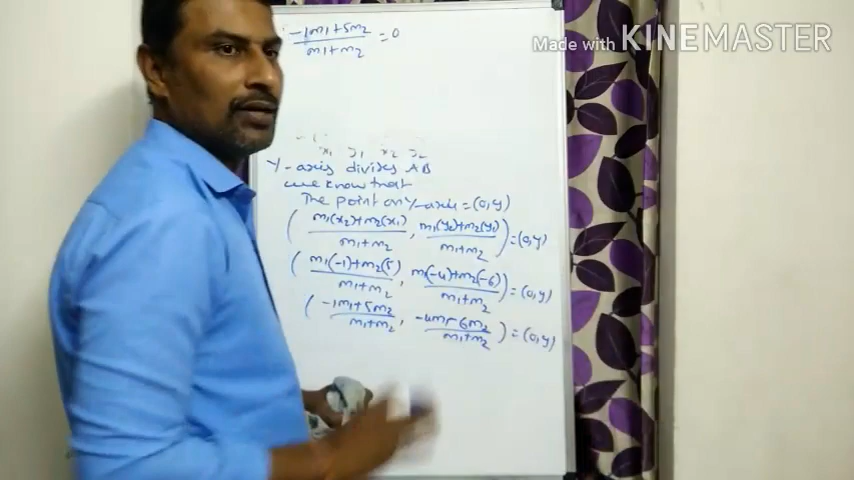 Made with KINEMASTER
-1m1+5m2/m1+m2 = 0
x1 y1 x2 y2
Y-axis divides AB
we know that
The point on Y-axis = (0,y)
(m1(x2)+m2(x1)/m1+m2, m1(y2)+m2(y1)/m1+m2) = (0,y)
(m1(-1)+m2(5)/m1+m2, m1(-4)+m2(-6)/m1+m2) = (0,y)
(-1m1+5m2/m1+m2, -4m1-6m2/m1+m2) = (0,y)